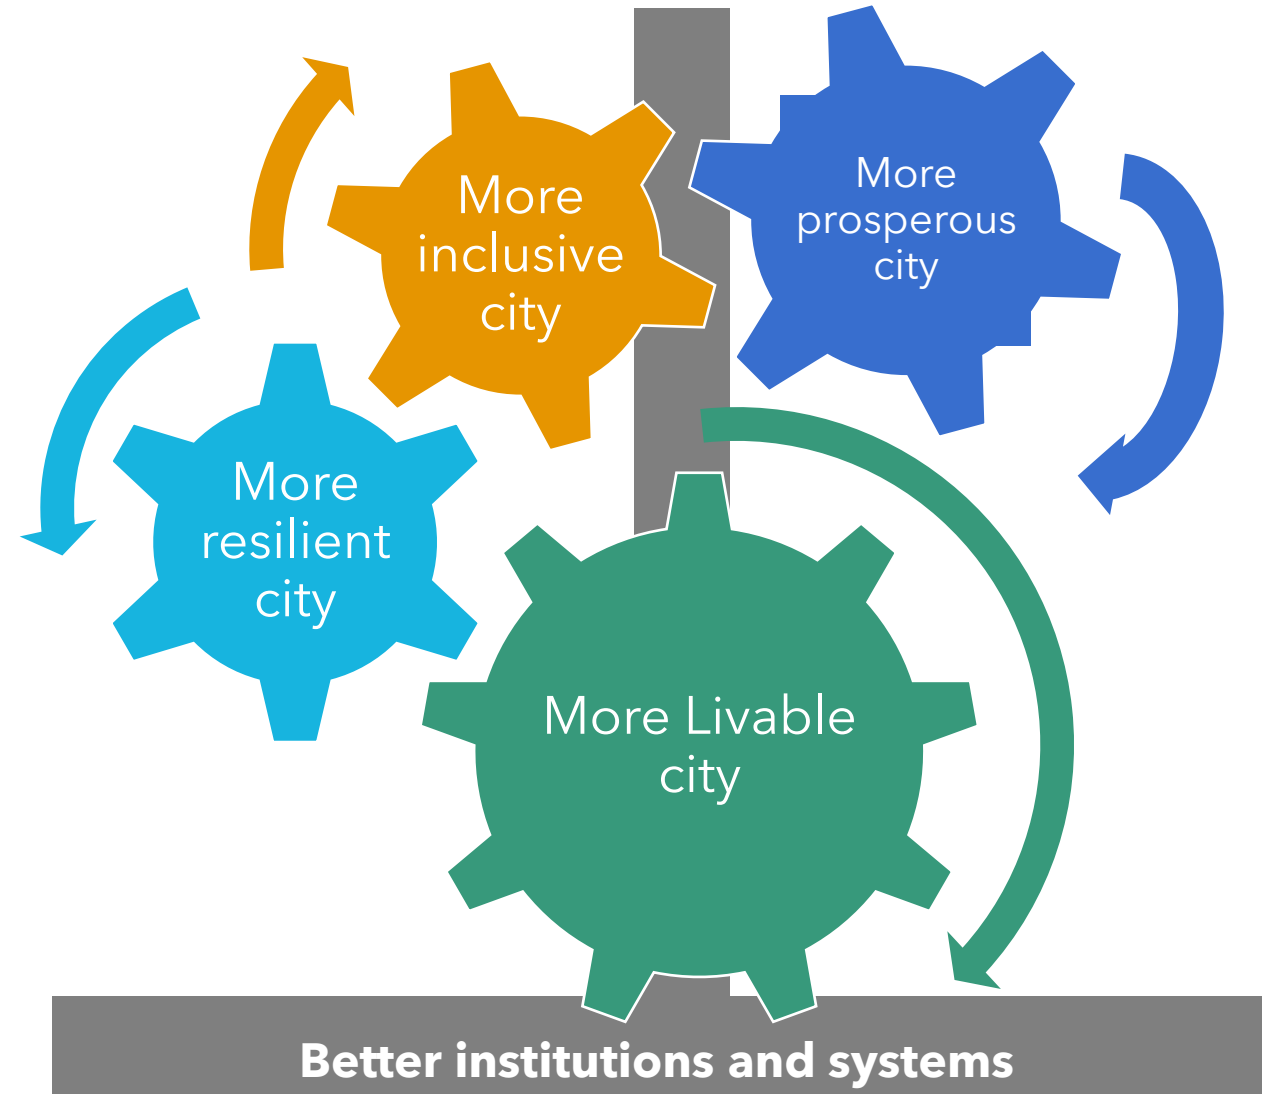 More
inclusive
city
More
prosperous
city
More
resilient
city
More Livable
city
Better institutions and systems